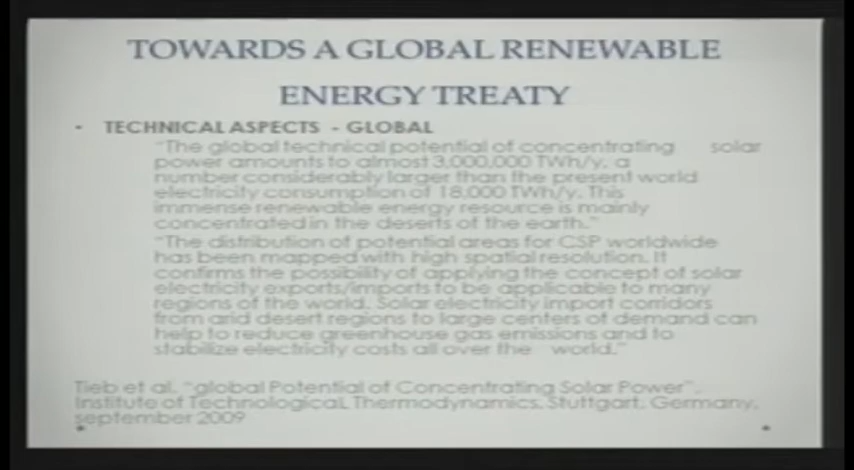 TOWARDS A GLOBAL RENEWABLE
ENERGY TREATY
• TECHNICAL ASPECTS - GLOBAL
"The global technical potential of concentrating solar
power amounts to almost 3,000,000 TWh/y, a
number considerably larger than the present world
electricity consumption of 18,000 TWh/y. This
immense renewable energy resource is mainly
concentrated in the deserts of the earth."
"The distribution of potential areas for CSP worldwide
has been mapped with high spatial resolution. It
confirms the possibility of applying the concept of solar
electricity exports/imports to be applicable to many
regions of the world. Solar electricity import corridors
from arid desert regions to large centers of demand can
help to reduce greenhouse gas emissions and to
stabilize electricity costs all over the world."
Tieb et al. "global Potential of Concentrating Solar Power",
Institute of Technological, Thermodynamics, Stuttgart, Germany,
september 2009